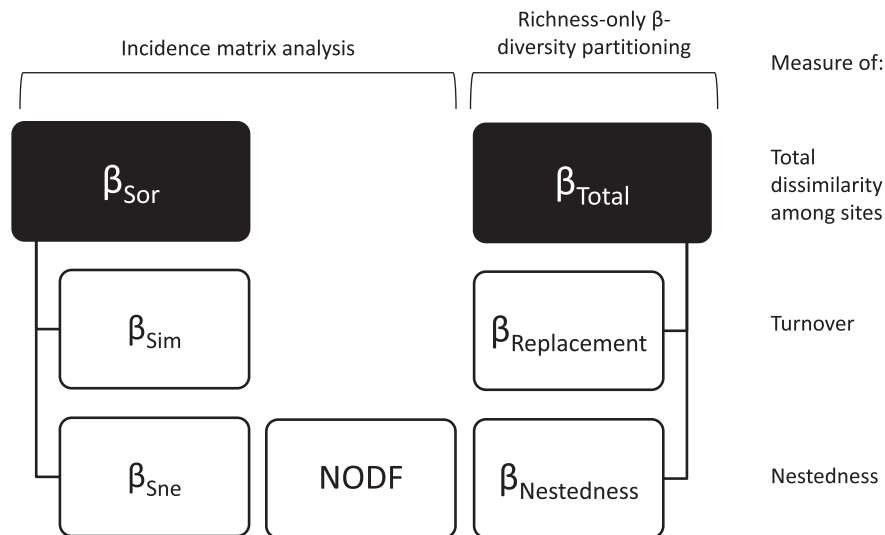 Incidence matrix analysis
Richness-only β-
diversity partitioning
Measure of:
βSor
βTotal
Total
dissimilarity
among sites
βSim
βReplacement
Turnover
βSne
NODF
βNestedness
Nestedness